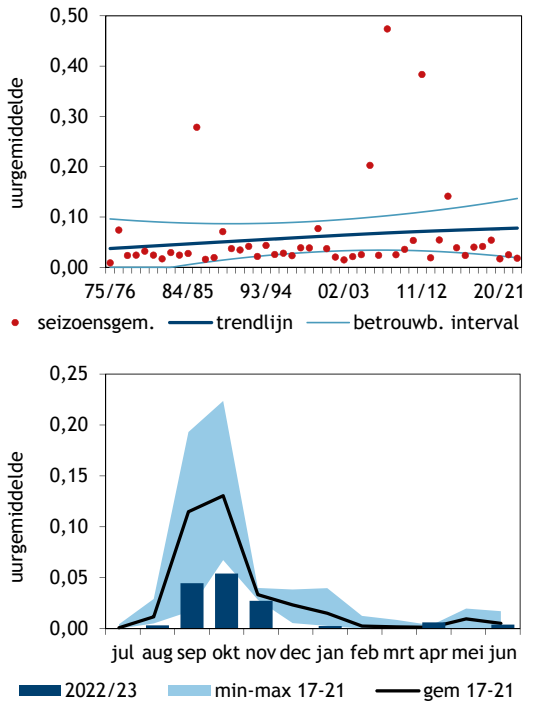 0,50
0,40
0,30
0,20
0,10
0,00
uurgemiddelde
75/76 84/85 93/94 02/03 11/12 20/21
seizoensgem. trendlijn betrouwb. interval
0,25
0,20
0,15
0,10
0,05
0,00
uurgemiddelde
jul aug sep okt nov dec jan feb mrt apr mei jun
2022/23 min-max 17-21 gem 17-21